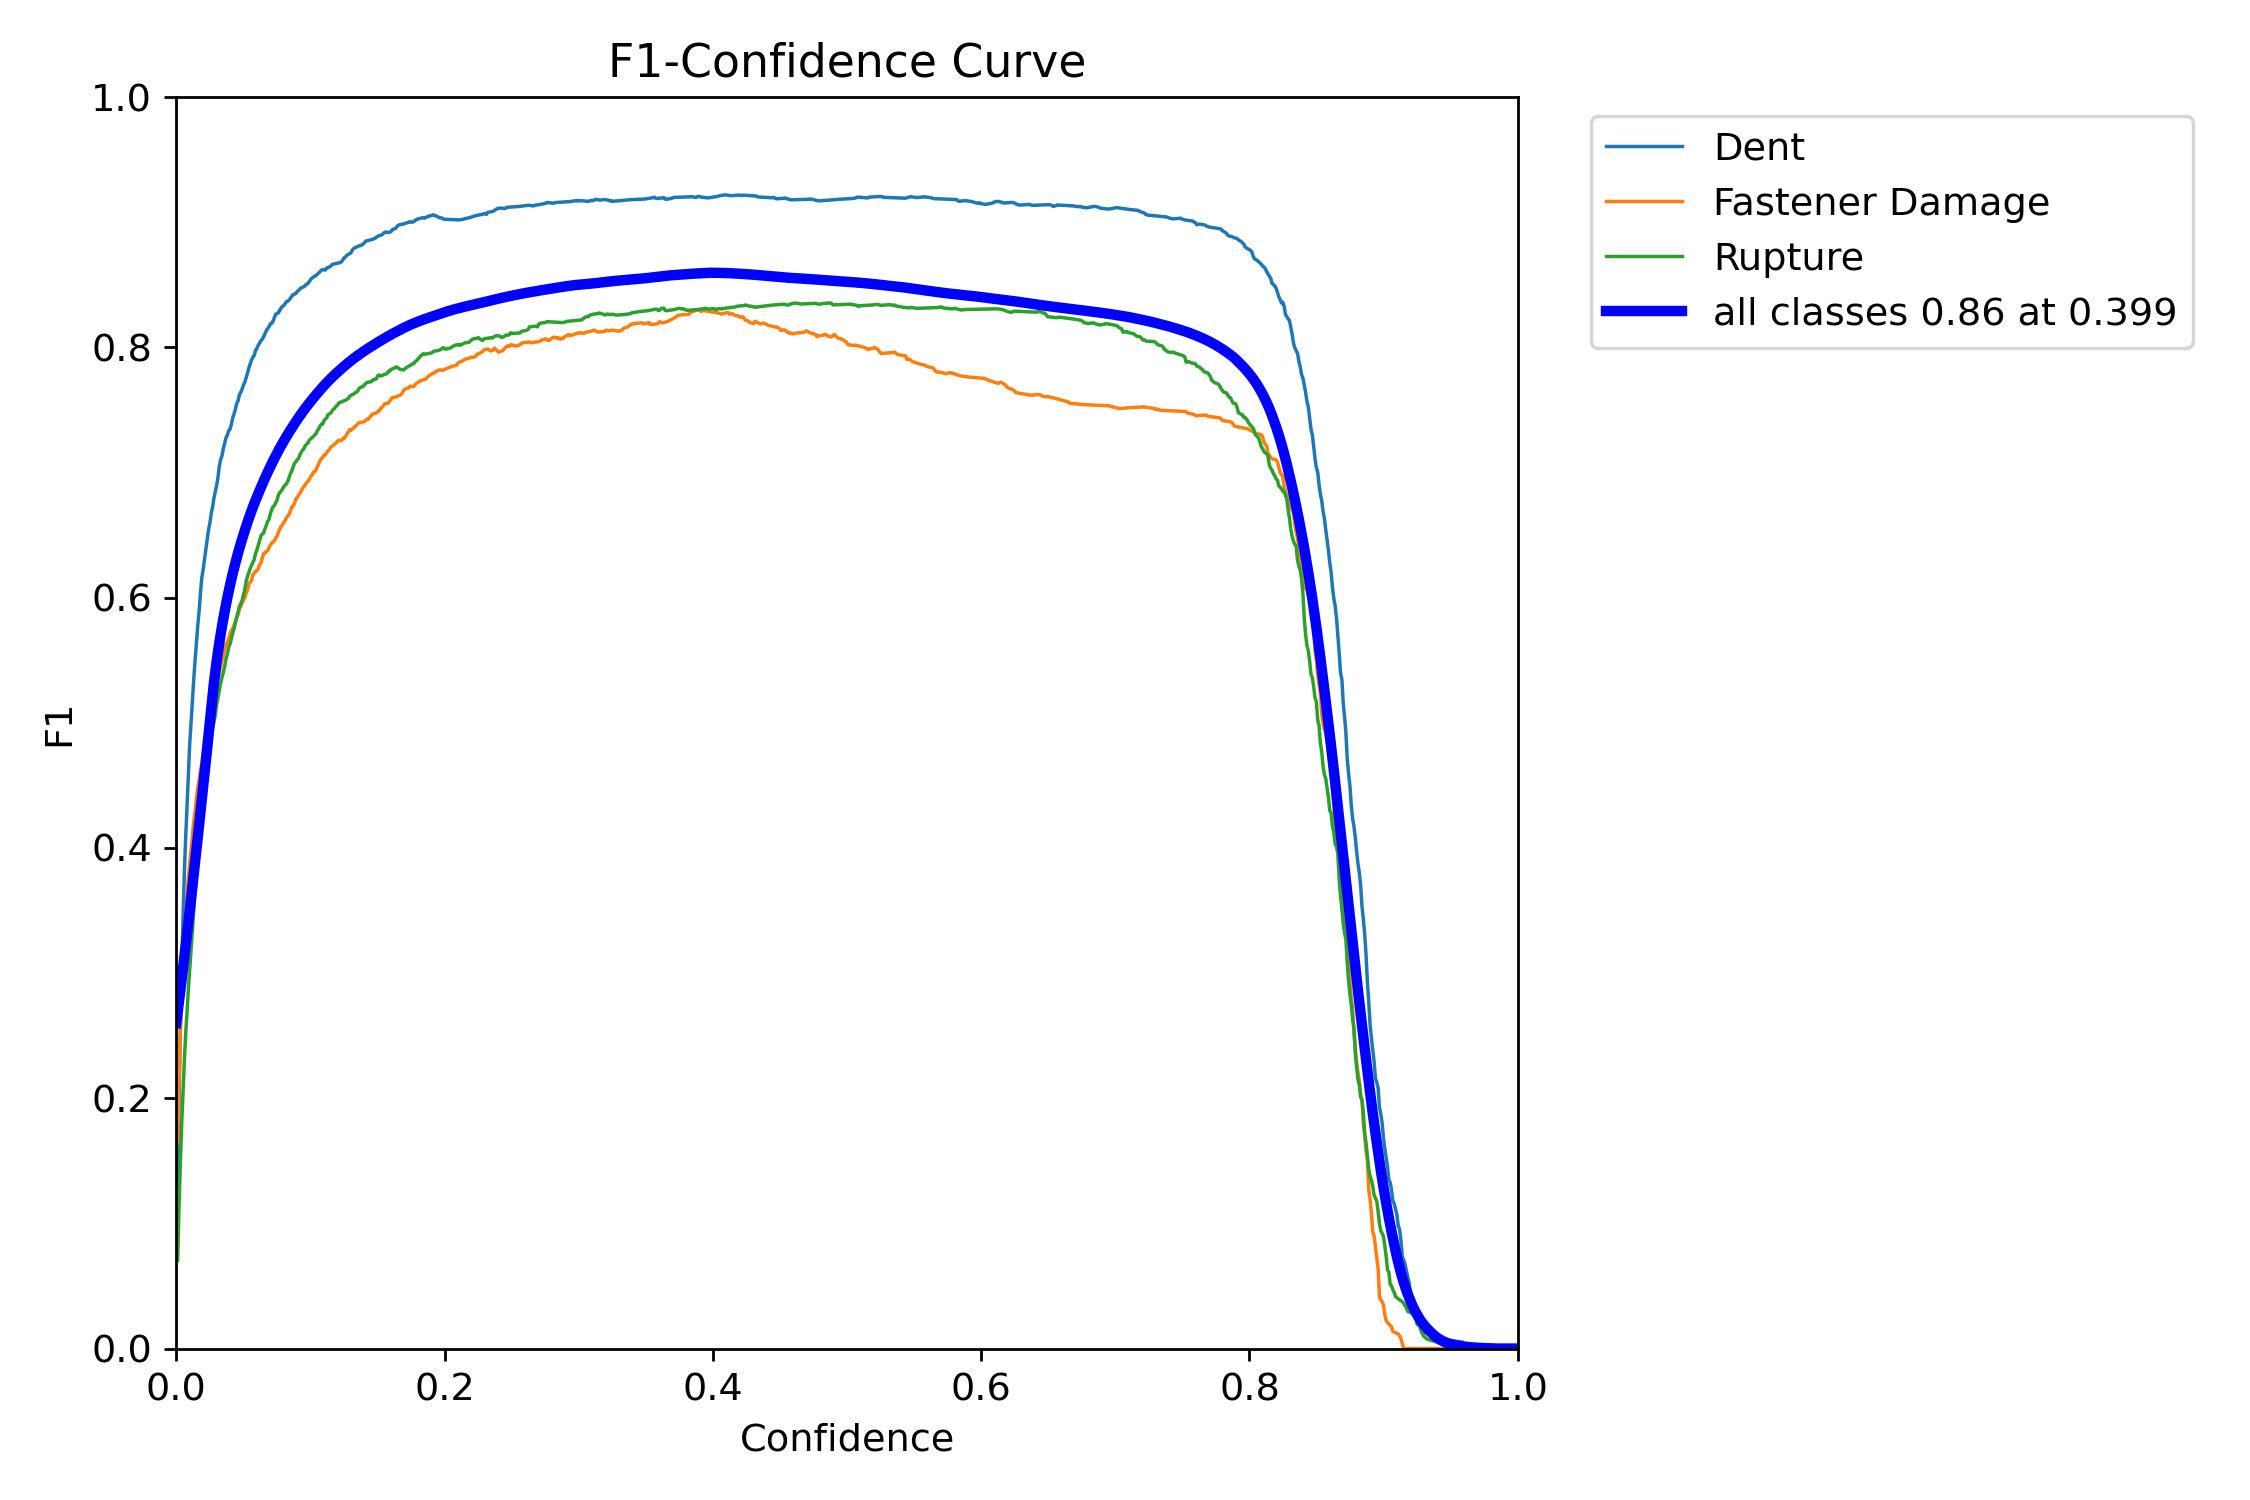 F1-Confidence Curve
1.0
0.8
0.6
0.4
0.2
0.0
F1
0.0 0.2 0.4 0.6 0.8 1.0
Confidence
Dent
Fastener Damage
Rupture
all classes 0.86 at 0.399